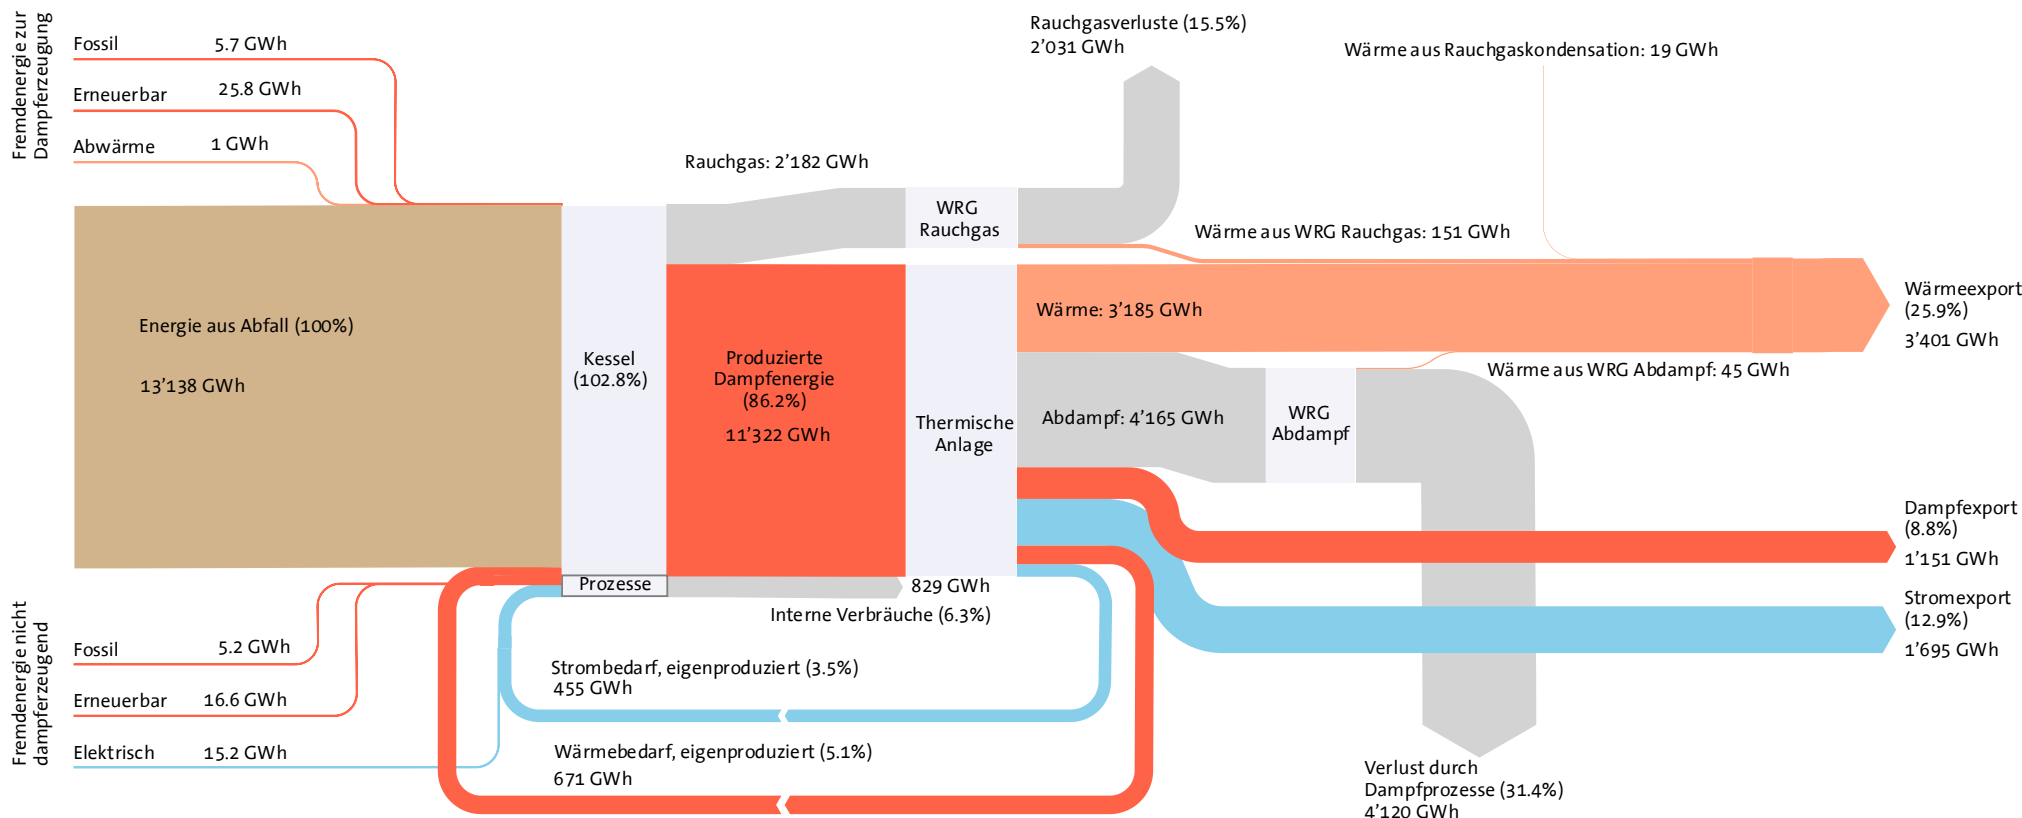 Fremdenergie zur
Dampferzeugung
Fossil 5.7 GWh
Erneuerbar 25.8 GWh
Abwärme 1 GWh
Energie aus Abfall (100%)
13’138 GWh
Kessel
(102.8%)
Prozesse
Rauchgas: 2’182 GWh
WRG
Rauchgas
Rauchgasverluste (15.5%)
2’031 GWh
Wärme aus Rauchgaskondensation: 19 GWh
Wärme aus WRG Rauchgas: 151 GWh
Produzierte
Dampfenergie
(86.2%)
11’322 GWh
Thermische
Anlage
Wärme: 3’185 GWh
Wärmeexport
(25.9%)
3’401 GWh
Wärme aus WRG Abdampf: 45 GWh
Abdampf: 4’165 GWh
WRG
Abdampf
Dampfexport
(8.8%)
1’151 GWh
Stromexport
(12.9%)
1’695 GWh
829 GWh
Interne Verbräuche (6.3%)
Fremdenergie nicht
dampferzeugend
Fossil 5.2 GWh
Erneuerbar 16.6 GWh
Elektrisch 15.2 GWh
Strombedarf, eigenproduziert (3.5%)
455 GWh
Wärmebedarf, eigenproduziert (5.1%)
671 GWh
Verlust durch
Dampfprozesse (31.4%)
4’120 GWh